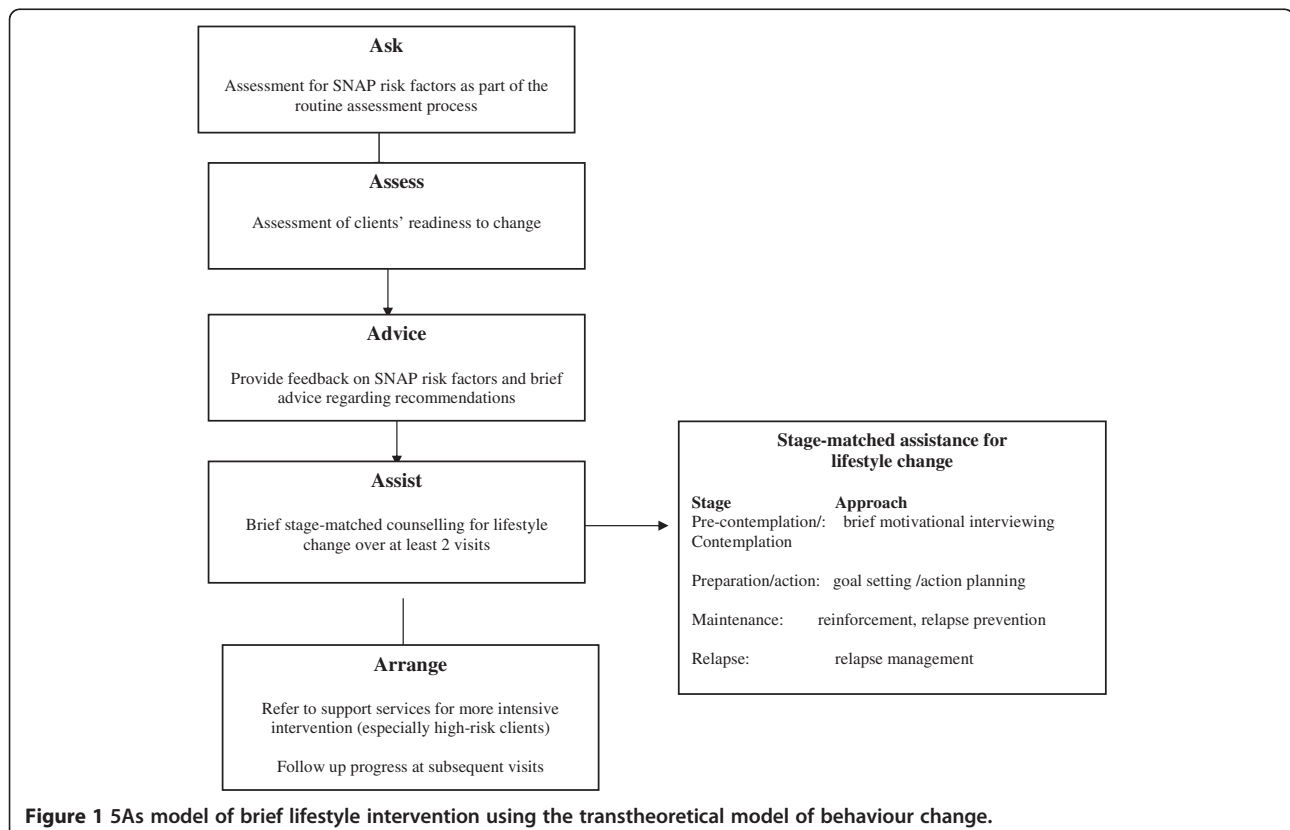 Ask
Assessment for SNAP risk factors as part of the
routine assessment process
Assess
Assessment of clients’ readiness to change
Advice
Provide feedback on SNAP risk factors and brief
advice regarding recommendations
Assist
Brief stage-matched counselling for lifestyle
change over at least 2 visits
Stage-matched assistance for
lifestyle change
Stage Approach
Pre-contemplation/: brief motivational interviewing
Contemplation
Preparation/action: goal setting /action planning
Maintenance: reinforcement, relapse prevention
Relapse: relapse management
Arrange
Refer to support services for more intensive
intervention (especially high-risk clients)
Follow up progress at subsequent visits
Figure 1 5As model of brief lifestyle intervention using the transtheoretical model of behaviour change.